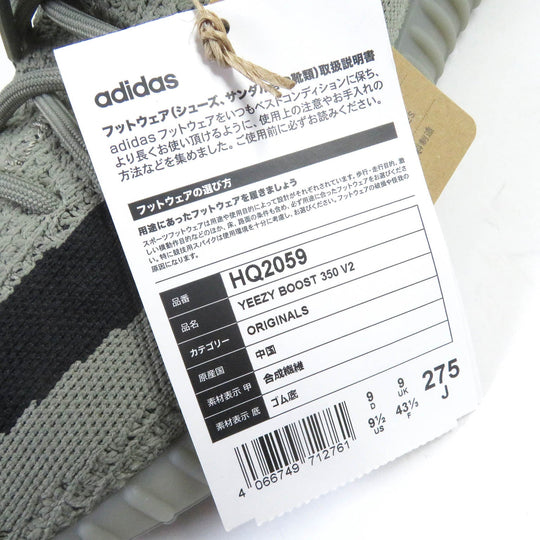 adidas
フットウェア(シューズ、サンダル 靴類)取扱説明書
adidasフットウェアをいつもベストコンディションに保ち、
より長くお使い頂けるように、使用上の注意やお手入れの
方法などを集めました。ご使用前に必ずお読みください。
フットウェアの選び方
用途にあったフットウェアを履きましょう
品番 HQ2059
品名 YEEZY BOOST 350 V2
カテゴリー ORIGINALS
原産国 中国
素材表示 甲 合成繊維
素材表示 底 ゴム底
9 D 9 UK 275 J
9½ US 43⅓ F
4 066749 712761